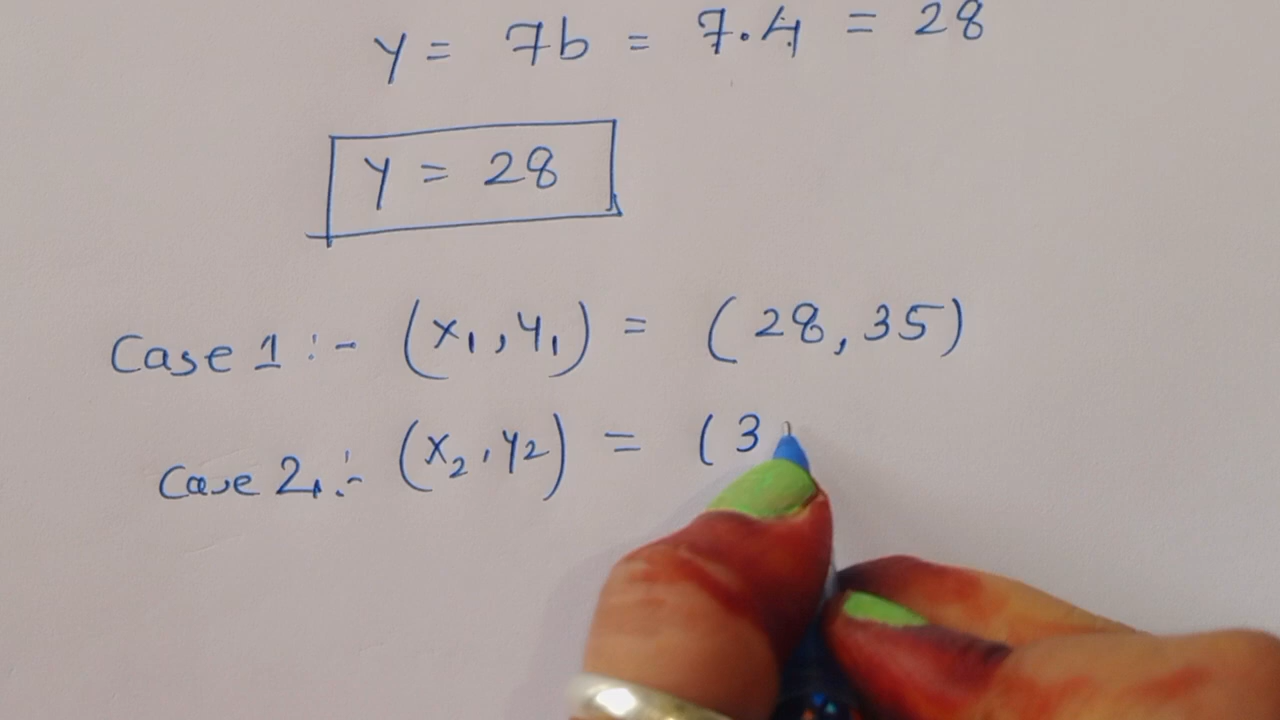 y = 7b = 7.4 = 28
y = 28
Case 1 :- (x₁, y₁) = (28, 35)
Case 2 :- (x₂, y₂) = (3